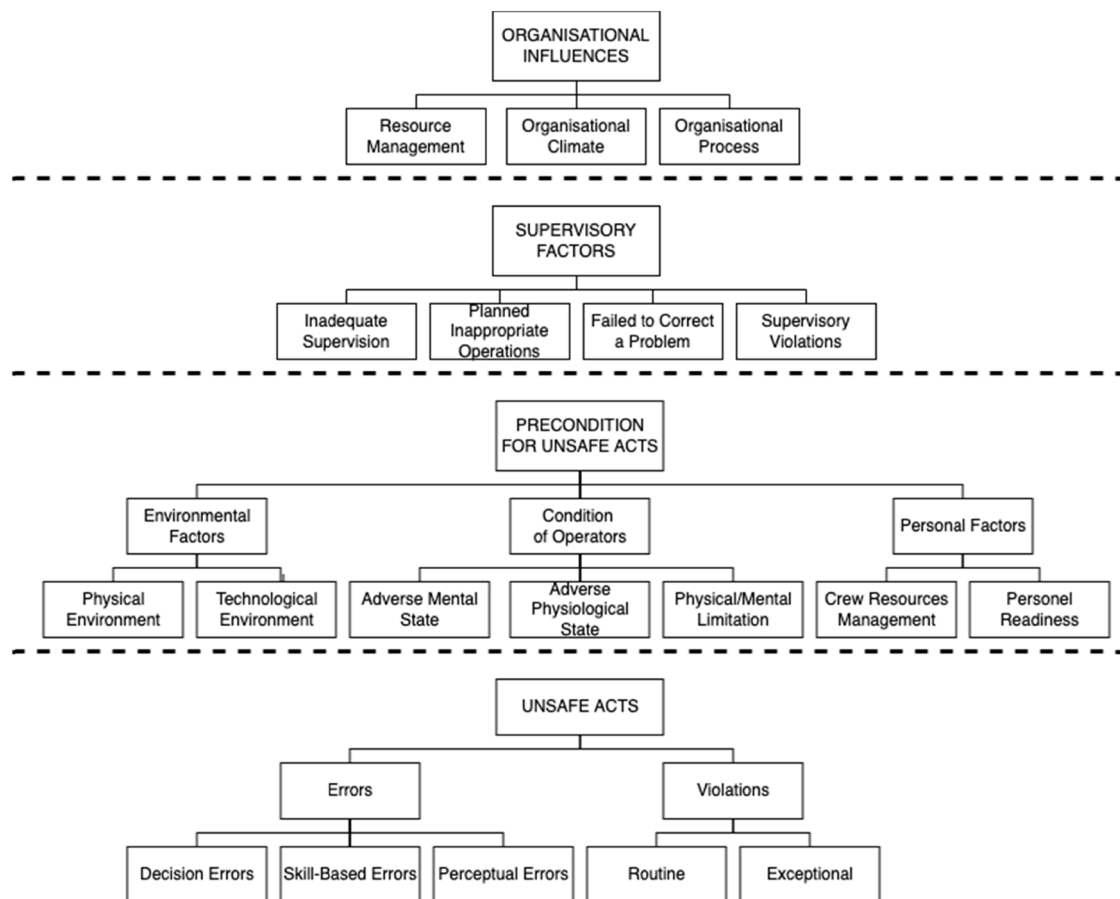 ORGANISATIONAL
INFLUENCES
Resource
Management
Organisational
Climate
Organisational
Process
SUPERVISORY
FACTORS
Inadequate
Supervision
Planned
Inappropriate
Operations
Failed to Correct
a Problem
Supervisory
Violations
PRECONDITION
FOR UNSAFE ACTS
Environmental
Factors
Condition
of Operators
Personal Factors
Physical
Environment
Technological
Environment
Adverse Mental
State
Adverse
Physiological
State
Physical/Mental
Limitation
Crew Resources
Management
Personel
Readiness
UNSAFE ACTS
Errors
Violations
Decision Errors
Skill-Based Errors
Perceptual Errors
Routine
Exceptional